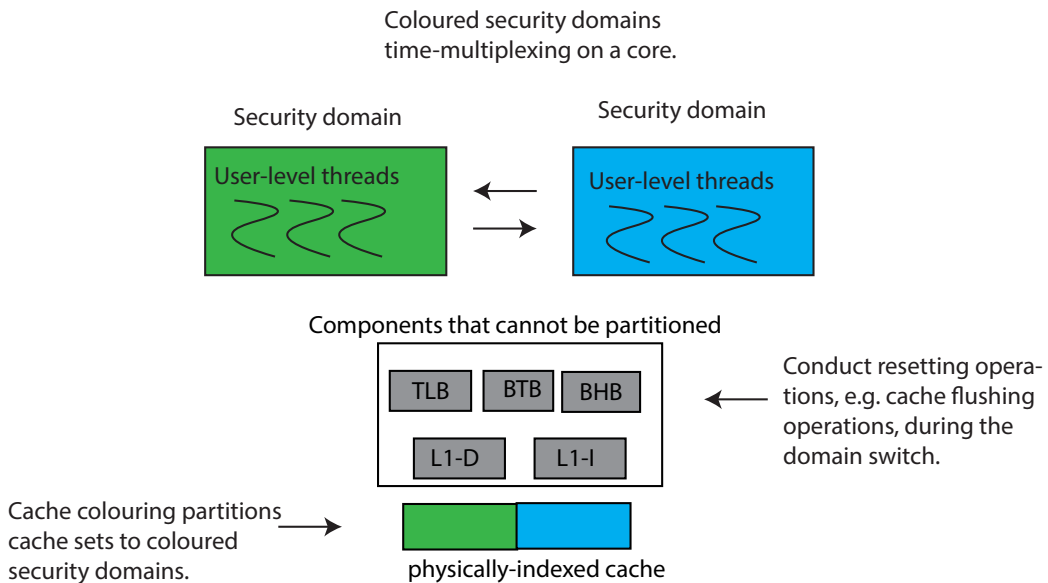 Coloured security domains
time-multiplexing on a core.
Security domain
Security domain
User-level threads
User-level threads
Components that cannot be partitioned
TLB
BTB
BHB
L1-D
L1-I
Conduct resetting opera-
tions, e.g. cache flushing
operations, during the
domain switch.
Cache colouring partitions
cache sets to coloured
security domains.
physically-indexed cache